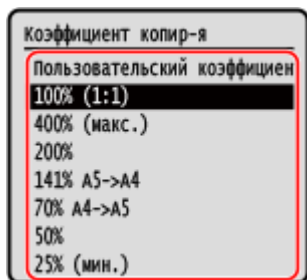 Коэффициент копир-я
Пользовательский коэффициен
100% (1:1)
400% (макс.)
200%
141% A5->A4
70% A4->A5
50%
25% (мин.)